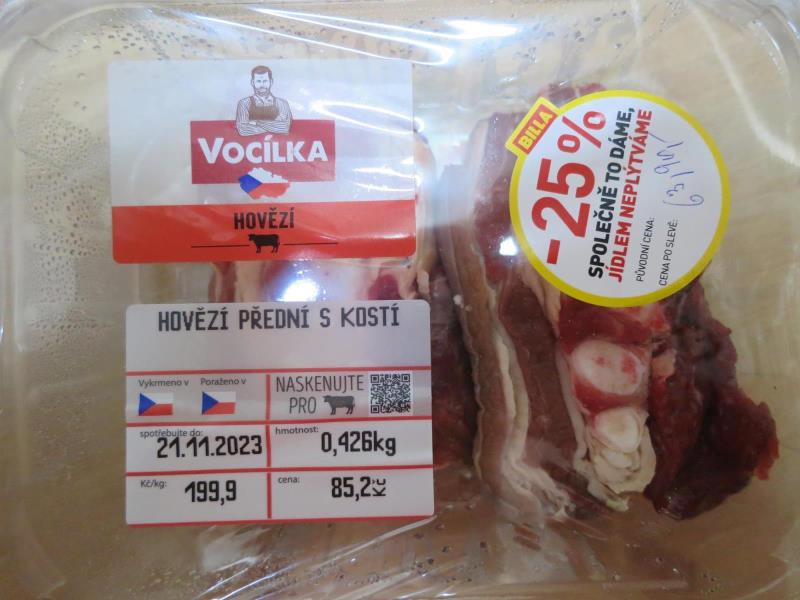 VOCÍLKA
HOVĚZÍ
BILLA
-25%
SPOLEČNĚ TO DÁME,
JÍDLEM NEPLÝTVÁME
PŮVODNÍ CENA:
CENA PO SLEVĚ:
HOVĚZÍ PŘEDNÍ S KOSTÍ
Vykrmeno v Poraženo v
NASKENUJTE
PRO
spotřebujte do: 21.11.2023
hmotnost: 0,426kg
Kč/kg: 199,9
cena: 85,2Kč